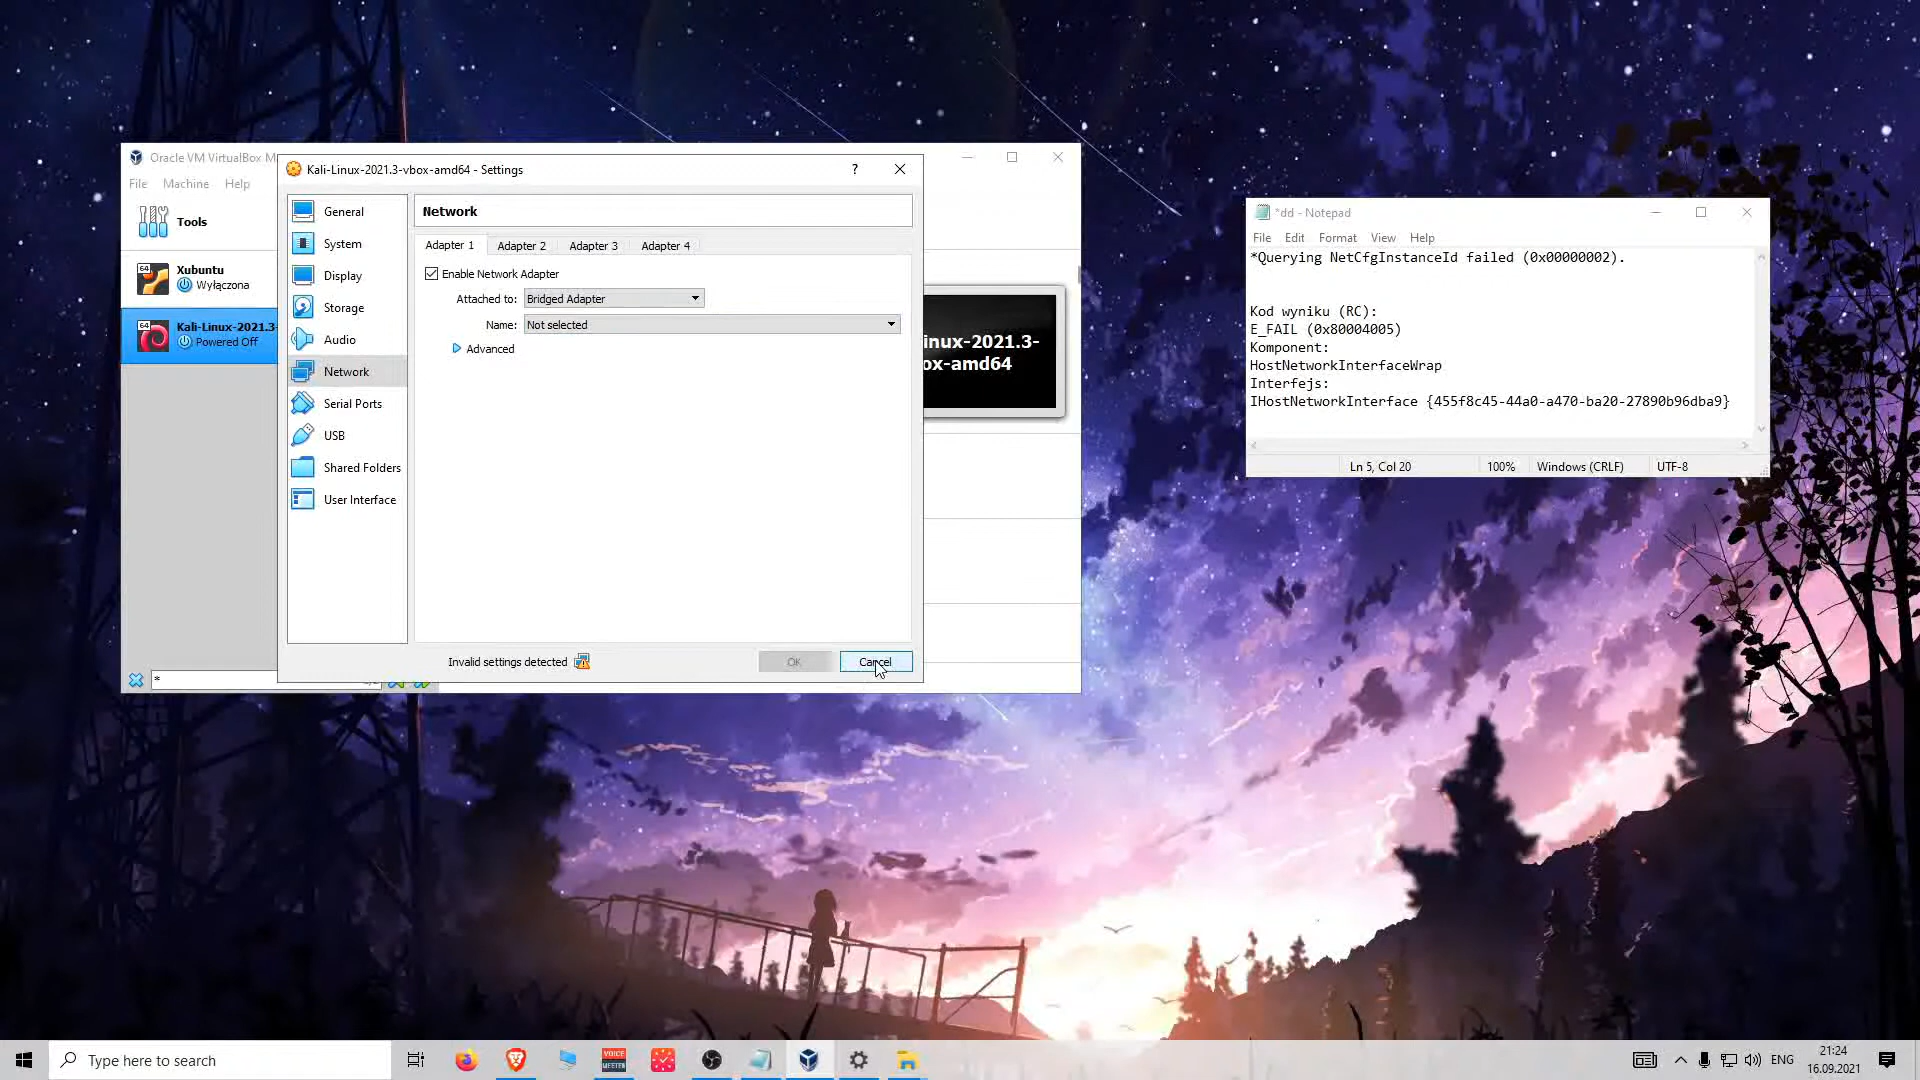 Oracle VM VirtualBox M
File Machine Help
Tools
64
Xubuntu
Wyłączona
64
Kali-Linux-2021.3-
Powered Off
*
Kali-Linux-2021.3-vbox-amd64 - Settings
?
General
System
Display
Storage
Audio
Network
Serial Ports
USB
Shared Folders
User Interface
Network
Adapter 1 Adapter 2 Adapter 3 Adapter 4
Enable Network Adapter
Attached to: Bridged Adapter
Name: Not selected
Advanced
Invalid settings detected
OK Cancel
inux-2021.3-
ox-amd64
*dd - Notepad
File Edit Format View Help
*Querying NetCfgInstanceId failed (0x00000002).
Kod wyniku (RC):
E_FAIL (0x80004005)
Komponent:
HostNetworkInterfaceWrap
Interfejs:
IHostNetworkInterface {455f8c45-44a0-a470-ba20-27890b96dba9}
Ln 5, Col 20 100% Windows (CRLF) UTF-8
Type here to search
VOICE
MEETER
ENG
21:24
16.09.2021